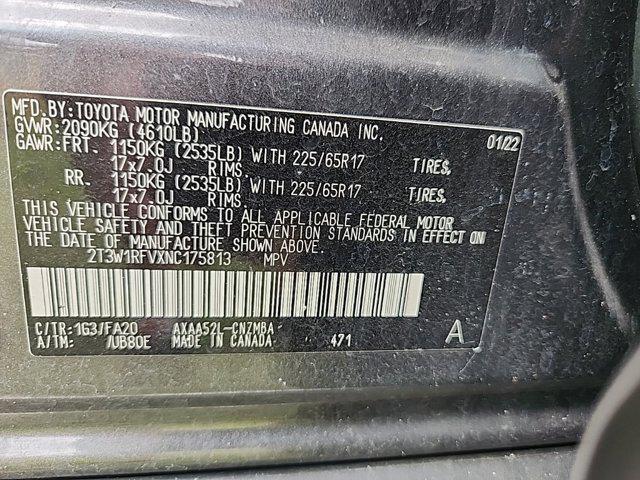 MFD.BY:TOYOTA MOTOR MANUFACTURING CANADA INC.
GVWR:2090KG (4610LB) 01/22
GAWR:FRT. 1150KG (2535LB) WITH 225/65R17 TIRES,
17x7.0J RIMS,
RR. 1150KG (2535LB) WITH 225/65R17 TIRES,
17x7.0J RIMS.
THIS VEHICLE CONFORMS TO ALL APPLICABLE FEDERAL MOTOR
VEHICLE SAFETY AND THEFT PREVENTION STANDARDS IN EFFECT ON
THE DATE OF MANUFACTURE SHOWN ABOVE.
2T3W1RFVXNC175813 MPV
C/TR:1G3/FA20 AXAA52L-CNZMBA A
A/TM: /UB80E MADE IN CANADA 471